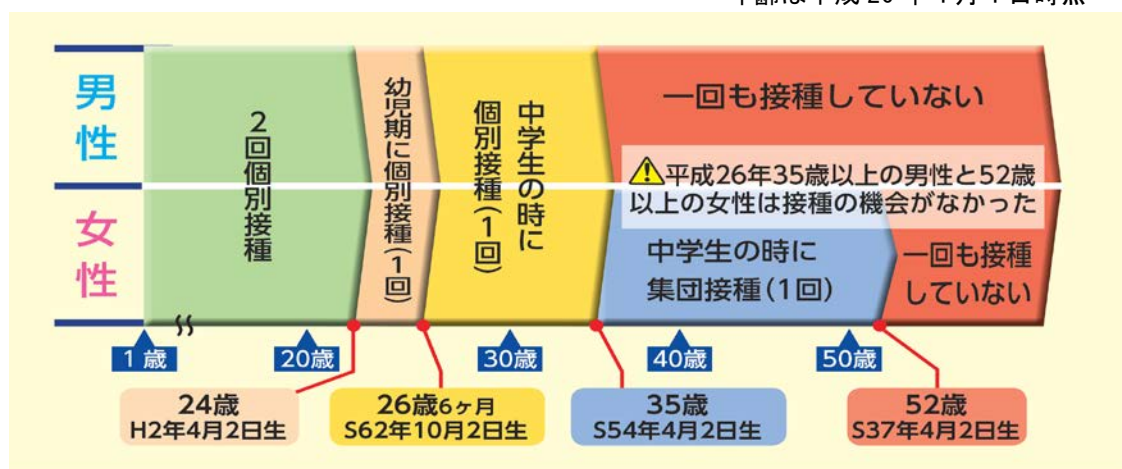 男性
女性
2回個別接種
幼児期に個別接種(1回)
中学生の時に
個別接種(1回)
一回も接種していない
平成26年35歳以上の男性と52歳
以上の女性は接種の機会がなかった
中学生の時に
集団接種(1回)
一回も接種
していない
1歳
20歳
30歳
40歳
50歳
24歳
H2年4月2日生
26歳6ヶ月
S62年10月2日生
35歳
S54年4月2日生
52歳
S37年4月2日生